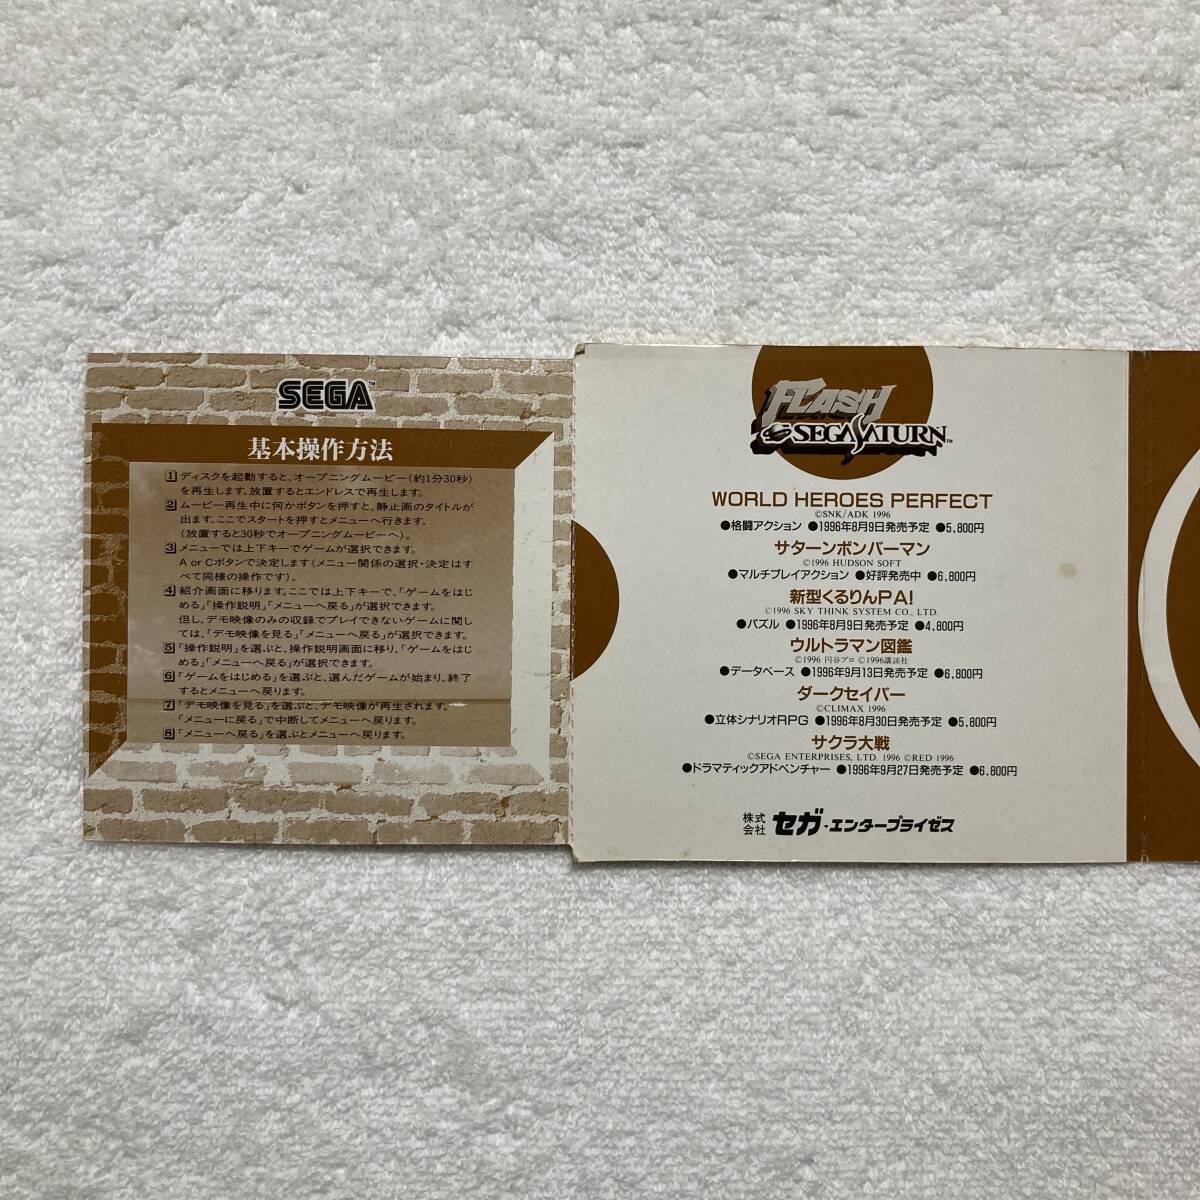 SEGA™
基本操作方法
1 ディスクを起動すると、オープニングムービー(約1分30秒)
を再生します。放置するとエンドレスで再生します。
2 ムービー再生中に何かボタンを押すと、静止画のタイトルが
出ます。ここでスタートを押すとメニューへ行きます。
(放置すると30秒でオープニングムービーへ)。
3 メニューでは上下キーでゲームが選択できます。
A or Cボタンで決定します(メニュー関係の選択・決定はす
べて同様の操作です)。
4 紹介画面に移ります。ここでは上下キーで、「ゲームをはじ
める」「操作説明」「メニューへ戻る」が選択できます。
但し、デモ映像のみの収録でプレイできないゲームに関し
ては、「デモ映像を見る」「メニューへ戻る」が選択できます。
5 「操作説明」を選ぶと、操作説明画面に移り、「ゲームをはじ
める」「メニューへ戻る」が選択できます。
6 「ゲームをはじめる」を選ぶと、選んだゲームが始まり、終了
するとメニューへ戻ります。
7 「デモ映像を見る」を選ぶと、デモ映像が再生されます。
「メニューに戻る」で中断してメニューへ戻ります。
8 「メニューへ戻る」を選ぶとメニューへ戻ります。
FLASH
SEGASATURN™
WORLD HEROES PERFECT
©SNK/ADK 1996
●格闘アクション ●1996年8月9日発売予定 ●5,800円
サターンボンバーマン
©1996 HUDSON SOFT
●マルチプレイアクション ●好評発売中 ●6,800円
新型くるりんPA!
©1996 SKY THINK SYSTEM CO., LTD.
●パズル ●1996年8月9日発売予定 ●4,800円
ウルトラマン図鑑
©1996 円谷プロ ©1996講談社
●データベース ●1996年9月13日発売予定 ●6,800円
ダークセイバー
©CLIMAX 1996
●立体シナリオRPG ●1996年8月30日発売予定 ●5,800円
サクラ大戦
©SEGA ENTERPRISES, LTD. 1996 ©RED 1996
●ドラマティックアドベンチャー ●1996年9月27日発売予定 ●6,800円
株式会社 セガ・エンタープライゼス